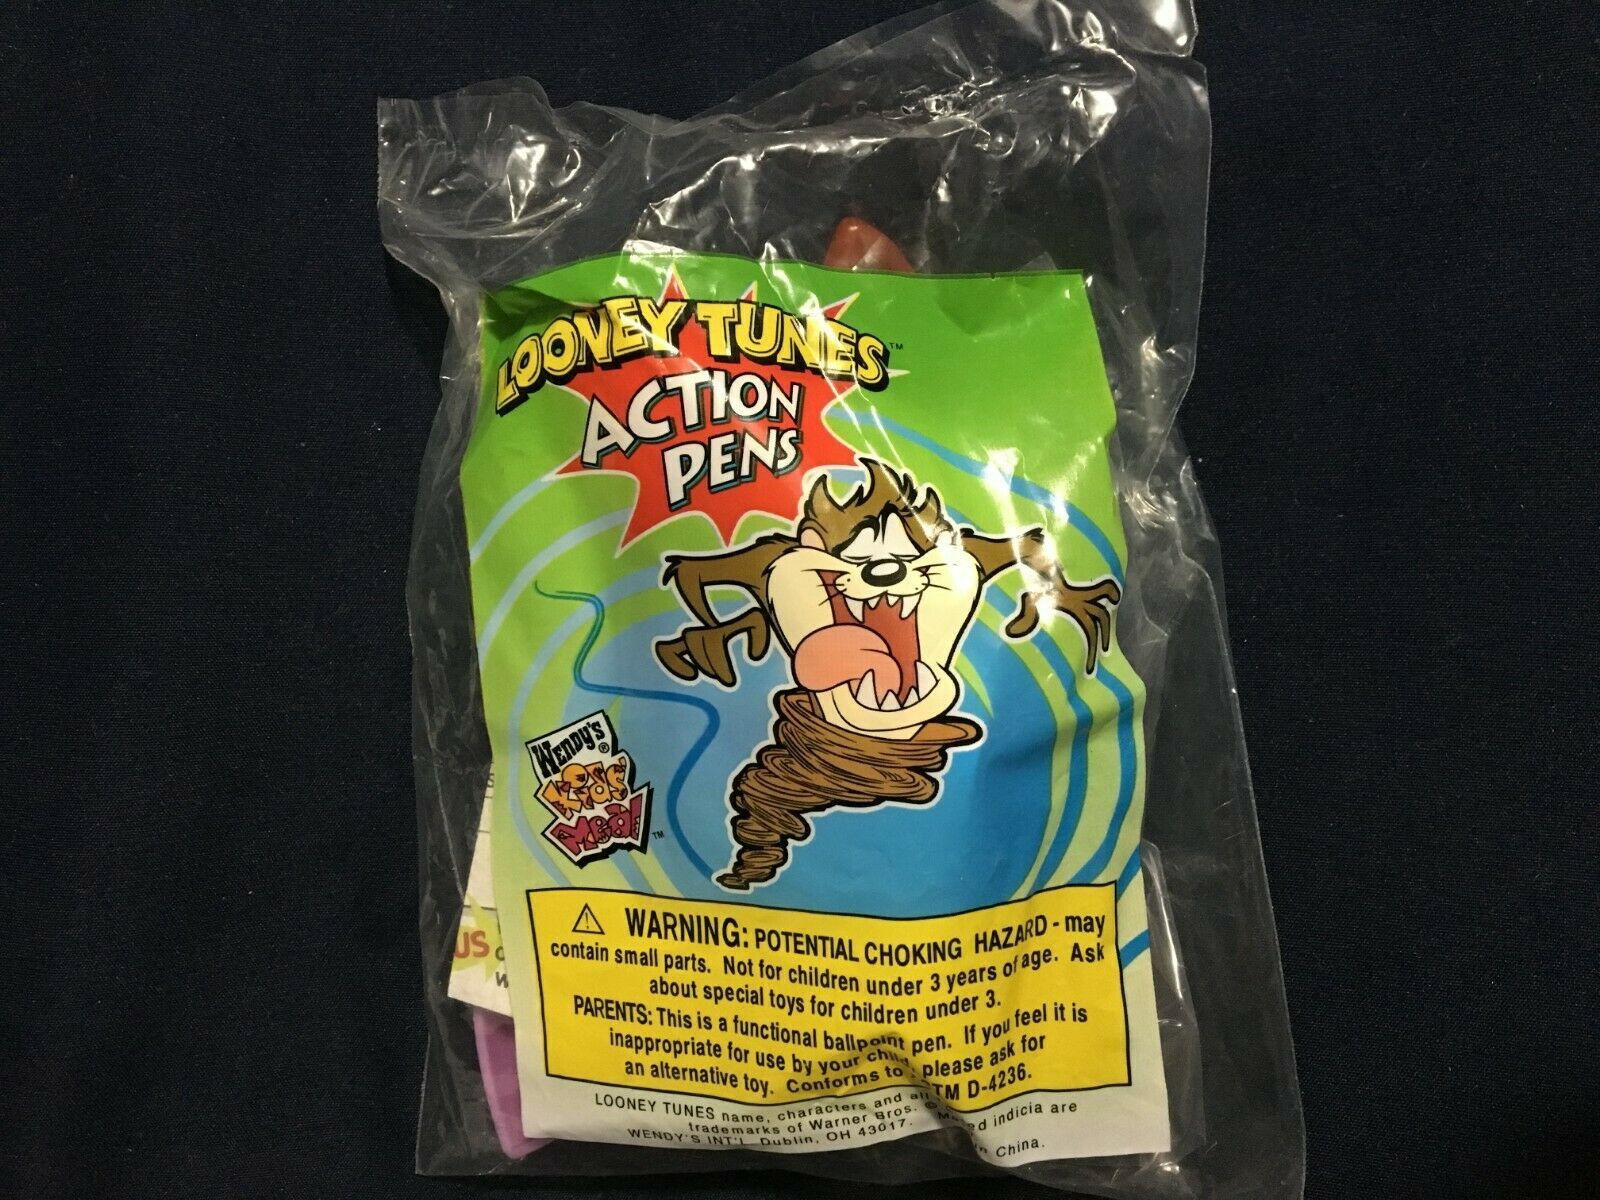 LOONEY TUNES™
ACTION
PENS
WENDY'S®
KIDS'
MEAL™
US
⚠ WARNING: POTENTIAL CHOKING HAZARD - may
contain small parts. Not for children under 3 years of age. Ask
about special toys for children under 3.
PARENTS: This is a functional ballpoint pen. If you feel it is
inappropriate for use by your please ask for
an alternative toy. Conforms to D-4236.
LOONEY TUNES name, characters and indicia are
trademarks of Warner Bros. ©
WENDY'S INT'L Dublin, OH 43017. China.